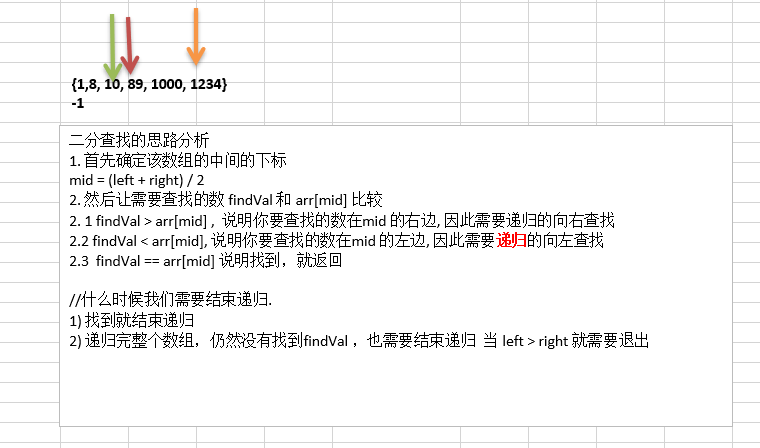 {1,8, 10, 89, 1000, 1234}
-1
二分查找的思路分析
1. 首先确定该数组的中间的下标
mid = (left + right) / 2
2. 然后让需要查找的数 findVal 和 arr[mid] 比较
2. 1 findVal > arr[mid] , 说明你要查找的数在mid 的右边, 因此需要递归的向右查找
2.2 findVal < arr[mid], 说明你要查找的数在mid 的左边, 因此需要递归的向左查找
2.3 findVal == arr[mid] 说明找到，就返回
//什么时候我们需要结束递归.
1) 找到就结束递归
2) 递归完整个数组，仍然没有找到findVal ，也需要结束递归 当 left > right 就需要退出